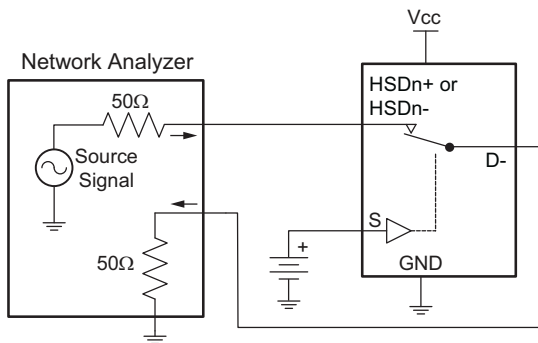 Vcc
Network Analyzer
HSDn+ or
HSDn-
50Ω
Source
Signal
D-
S
+
50Ω
GND